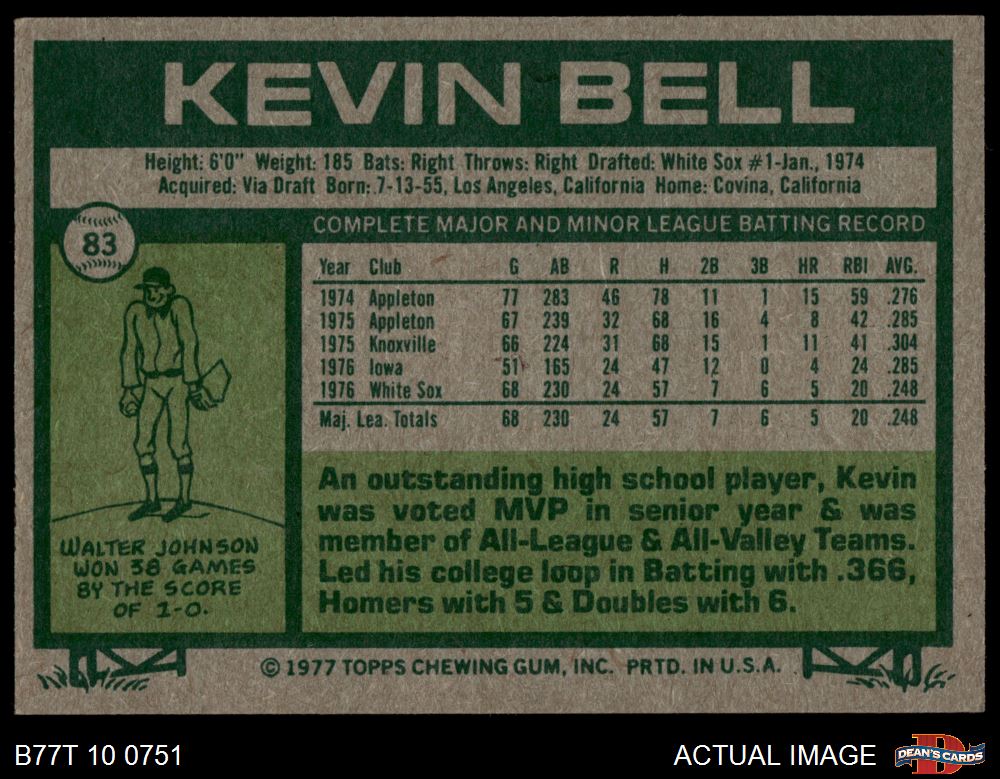 KEVIN BELL
Height: 6'0" Weight: 185 Bats: Right Throws: Right Drafted: White Sox #1-Jan., 1974
Acquired: Via Draft Born: 7-13-55, Los Angeles, California Home: Covina, California
83
COMPLETE MAJOR AND MINOR LEAGUE BATTING RECORD
Year Club G AB R H 2B 3B HR RBI AVG.
1974 Appleton 77 283 46 78 11 1 15 59 .276
1975 Appleton 67 239 32 68 16 4 8 42 .285
1975 Knoxville 66 224 31 68 15 1 11 41 .304
1976 Iowa 51 165 24 47 12 0 4 24 .285
1976 White Sox 68 230 24 57 7 6 5 20 .248
Maj. Lea. Totals 68 230 24 57 7 6 5 20 .248
WALTER JOHNSON
WON 38 GAMES
BY THE SCORE
OF 1-0.
An outstanding high school player, Kevin
was voted MVP in senior year & was
member of All-League & All-Valley Teams.
Led his college loop in Batting with .366,
Homers with 5 & Doubles with 6.
© 1977 TOPPS CHEWING GUM, INC. PRTD. IN U.S.A.
B77T 10 0751
ACTUAL IMAGE
DEAN'S CARDS